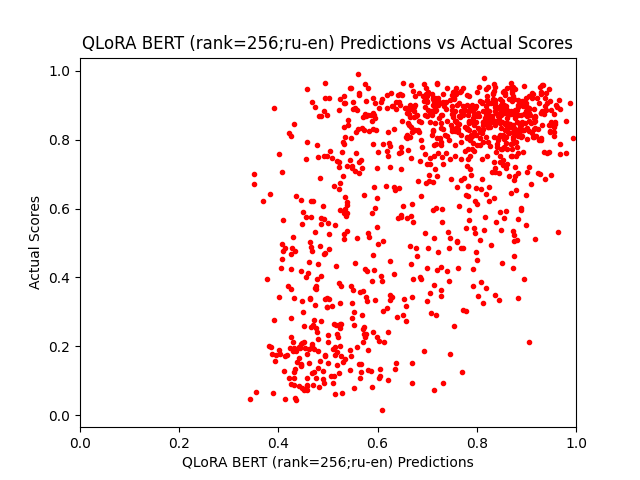 QLoRA BERT (rank=256;ru-en) Predictions vs Actual Scores
1.0
0.8
0.6
0.4
0.2
0.0
Actual Scores
0.0 0.2 0.4 0.6 0.8 1.0
QLoRA BERT (rank=256;ru-en) Predictions